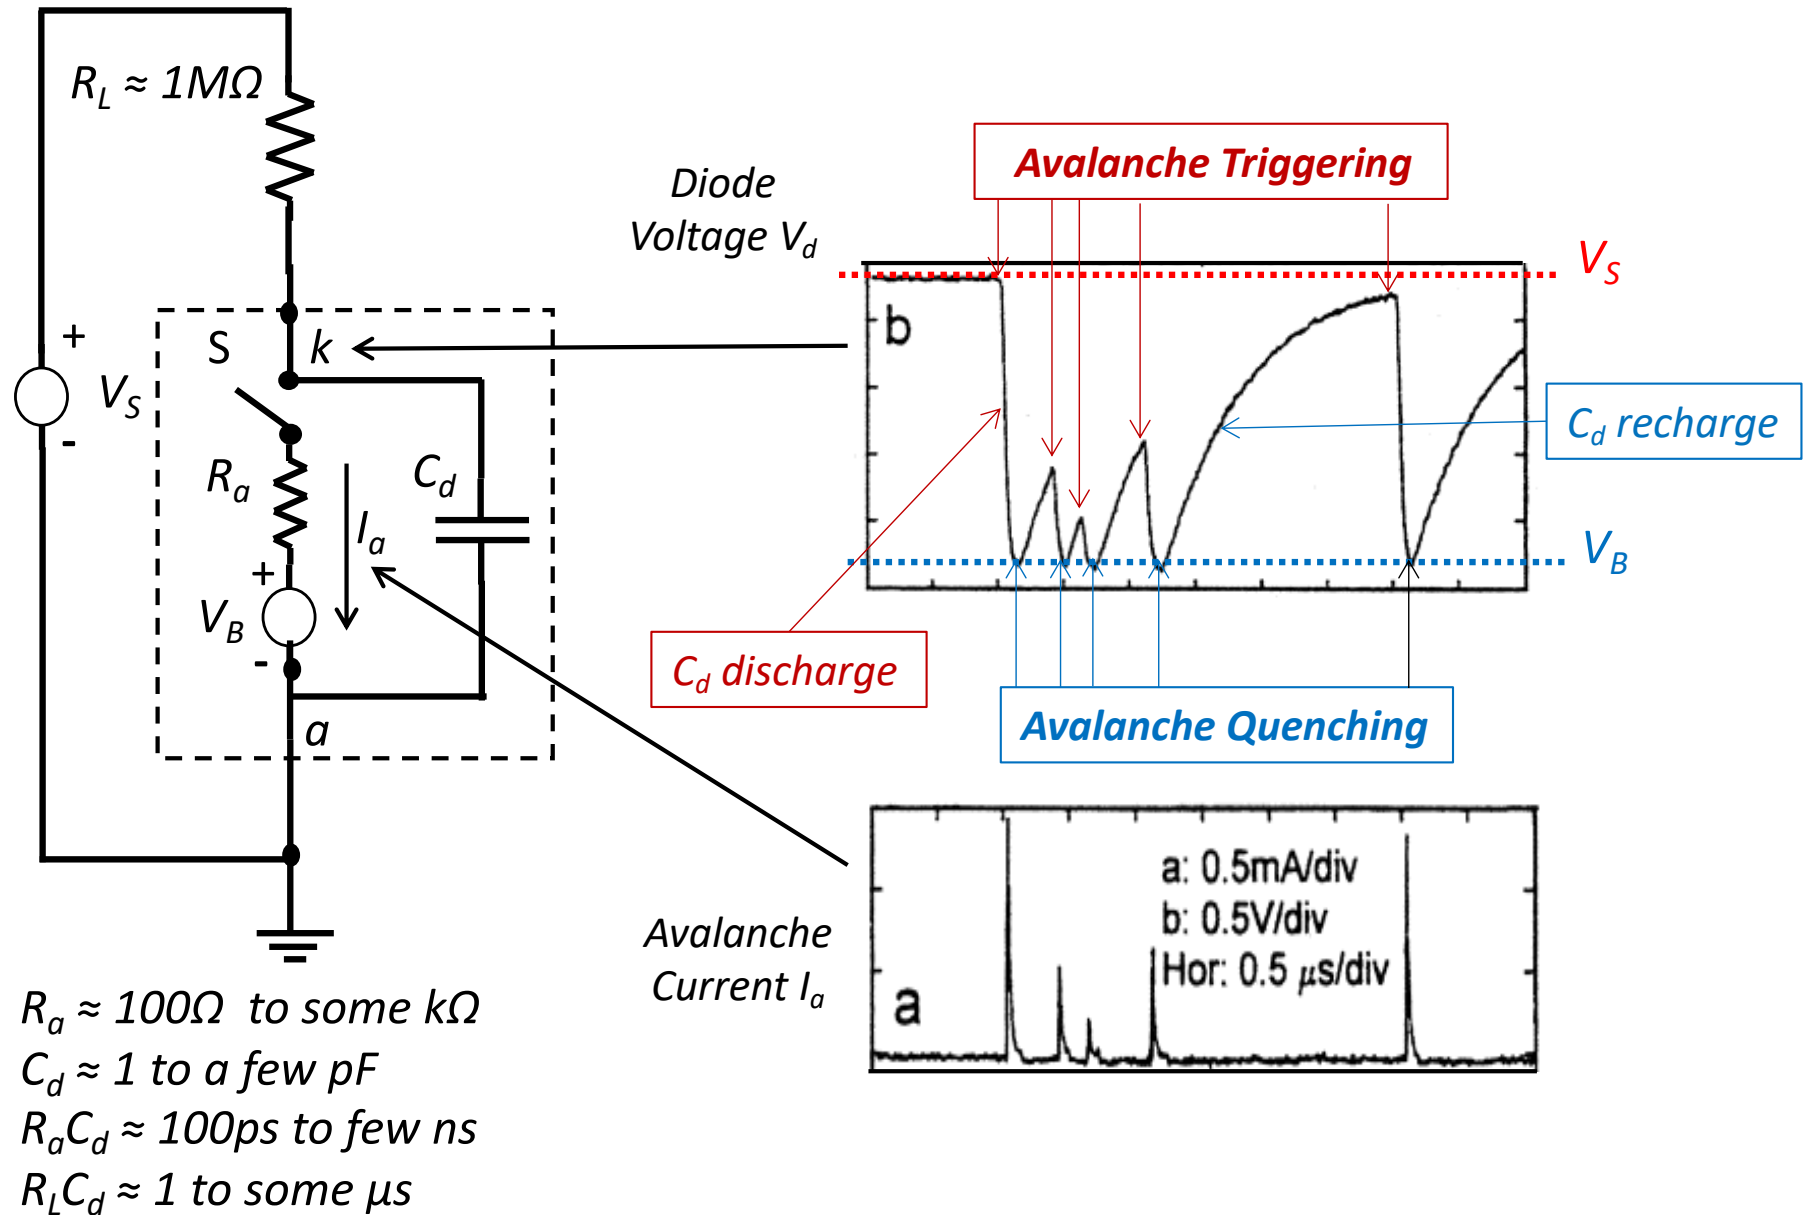 R_L ≈ 1MΩ
+
V_S
-
S
k
R_a
C_d
I_a
+
V_B
-
a
R_a ≈ 100Ω to some kΩ
C_d ≈ 1 to a few pF
R_aC_d ≈ 100ps to few ns
R_LC_d ≈ 1 to some μs
Avalanche Triggering
Diode
Voltage V_d
V_S
b
C_d recharge
V_B
C_d discharge
Avalanche Quenching
Avalanche
Current I_a
a: 0.5mA/div
b: 0.5V/div
Hor: 0.5 μs/div
a